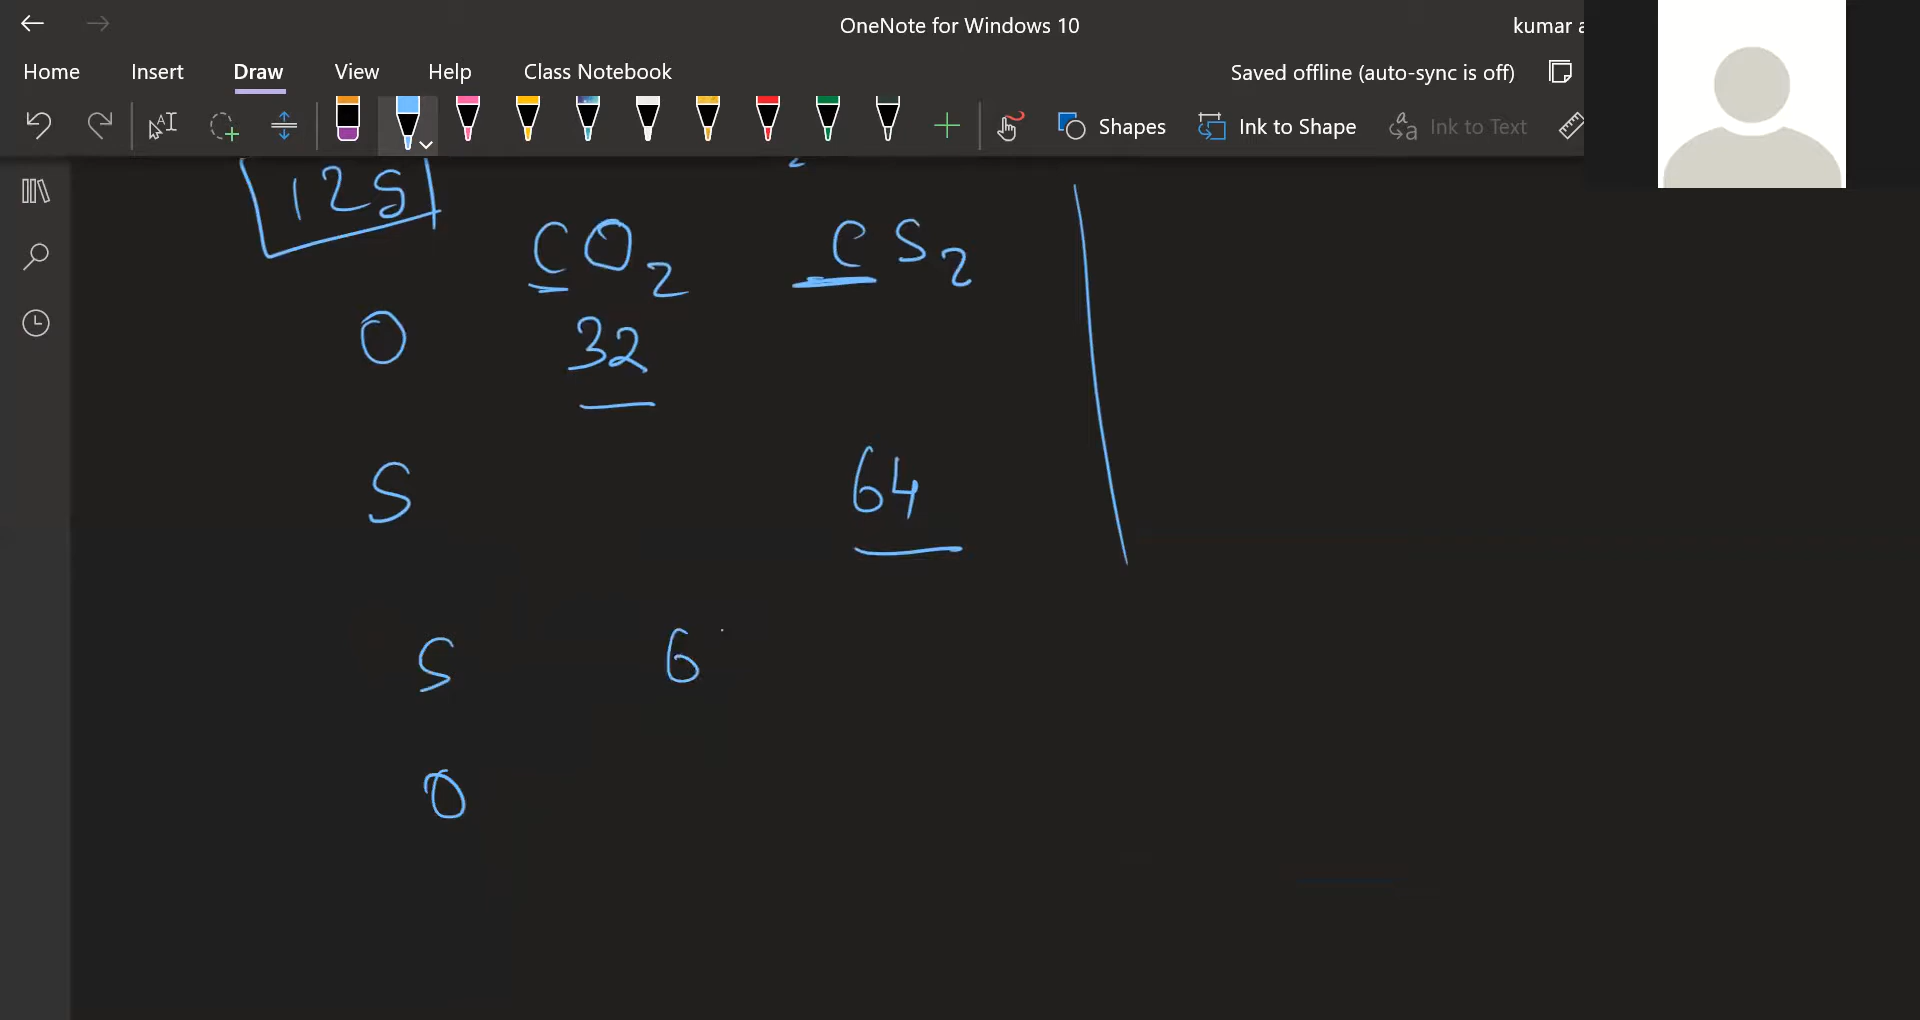 OneNote for Windows 10
kumar a
Home Insert Draw View Help Class Notebook
Saved offline (auto-sync is off)
Shapes Ink to Shape Ink to Text
CO2 CS2
O 32
S 64
S 6
O